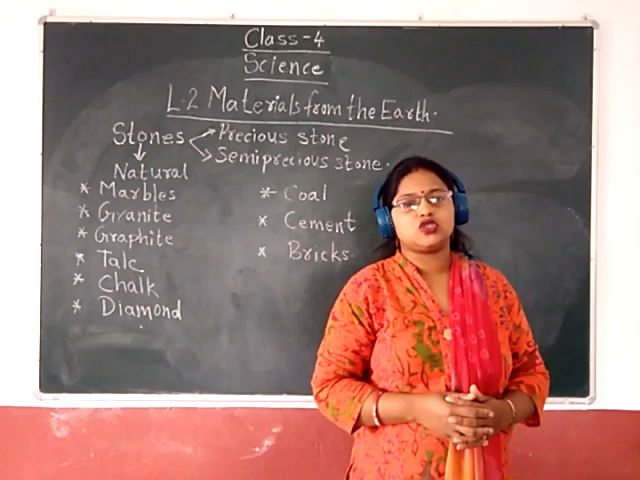 Class-4
Science
L.2 Materials from the Earth.
Stones → Precious stone
→ Semiprecious stone.
↓
Natural
* Marbles
* Granite
* Graphite
* Talc
* Chalk
* Diamond
* Coal
* Cement
* Bricks.